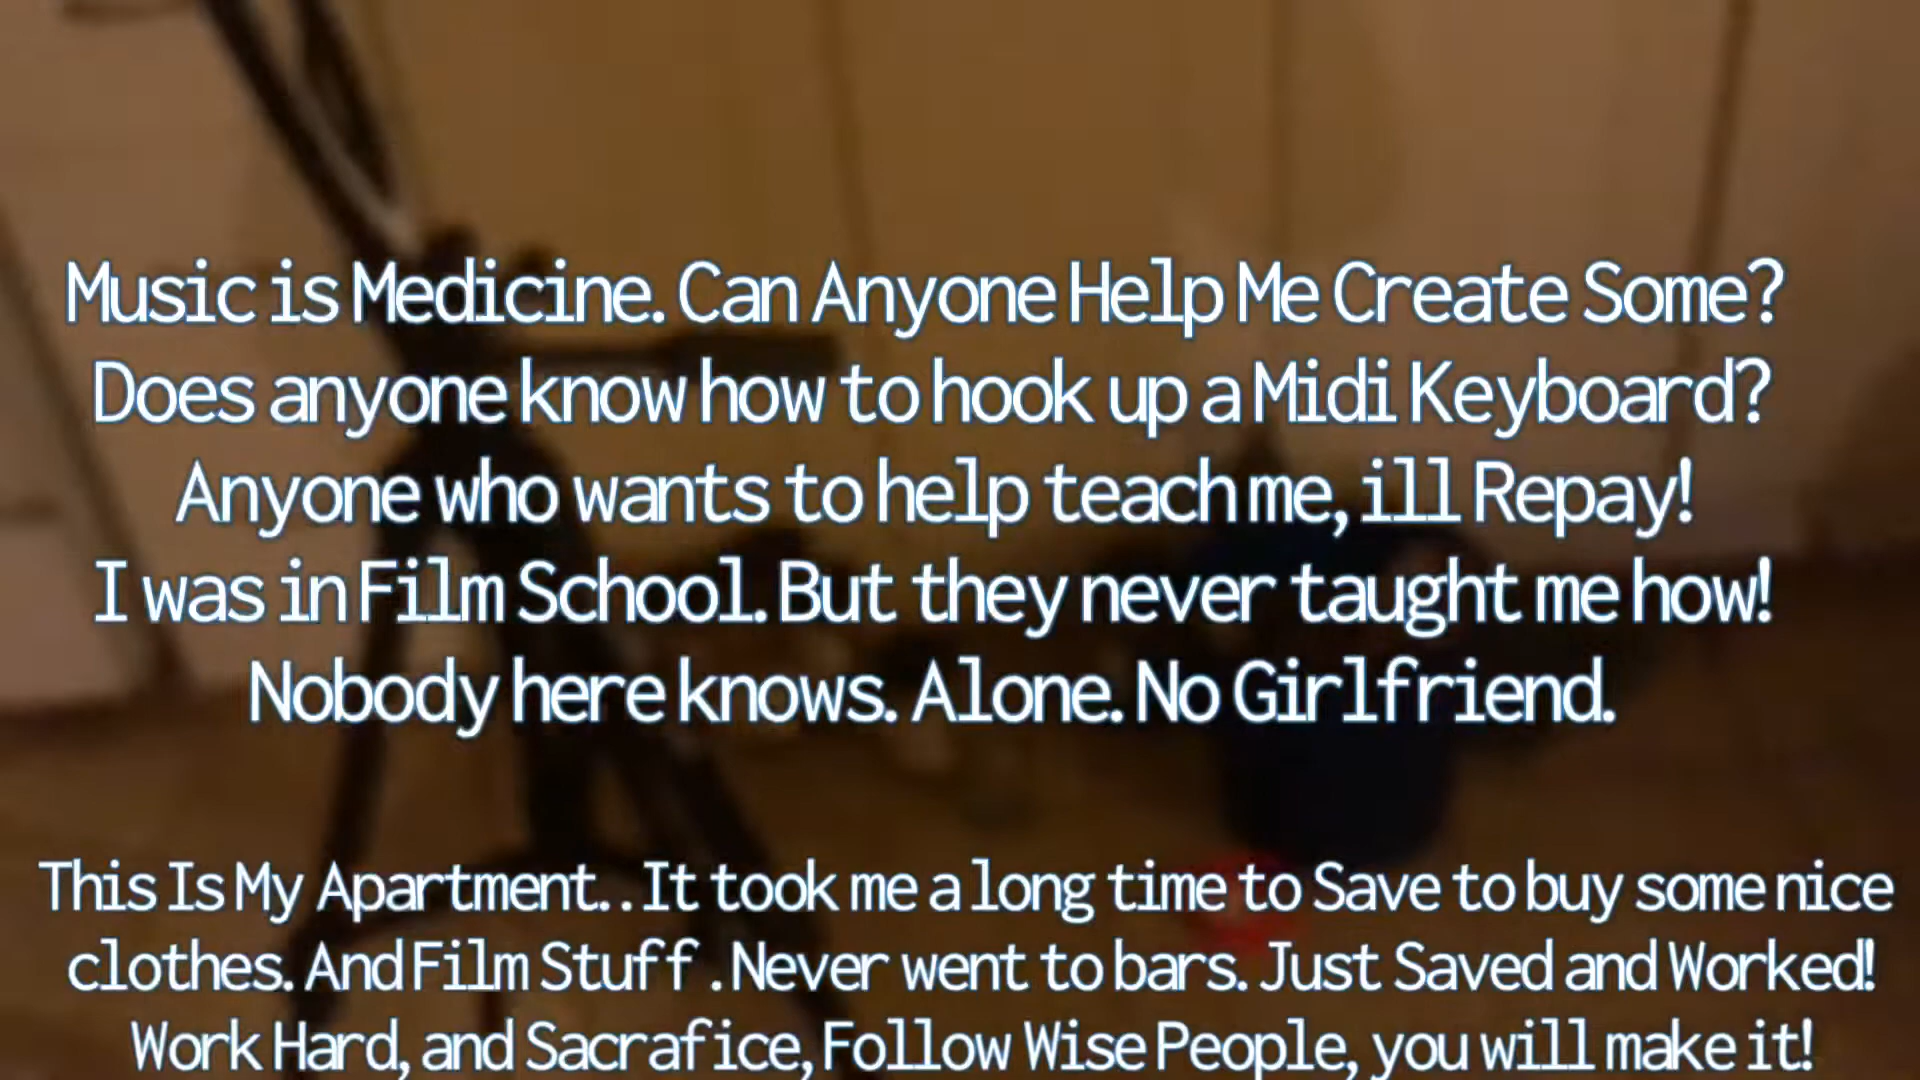 Music is Medicine. Can Anyone Help Me Create Some?
Does anyone know how to hook up a Midi Keyboard?
Anyone who wants to help teach me, ill Repay!
I was in Film School. But they never taught me how!
Nobody here knows. Alone. No Girlfriend.
This Is My Apartment. . It took me a long time to Save to buy some nice
clothes. And Film Stuff . Never went to bars. Just Saved and Worked!
Work Hard, and Sacrafice, Follow Wise People, you will make it!